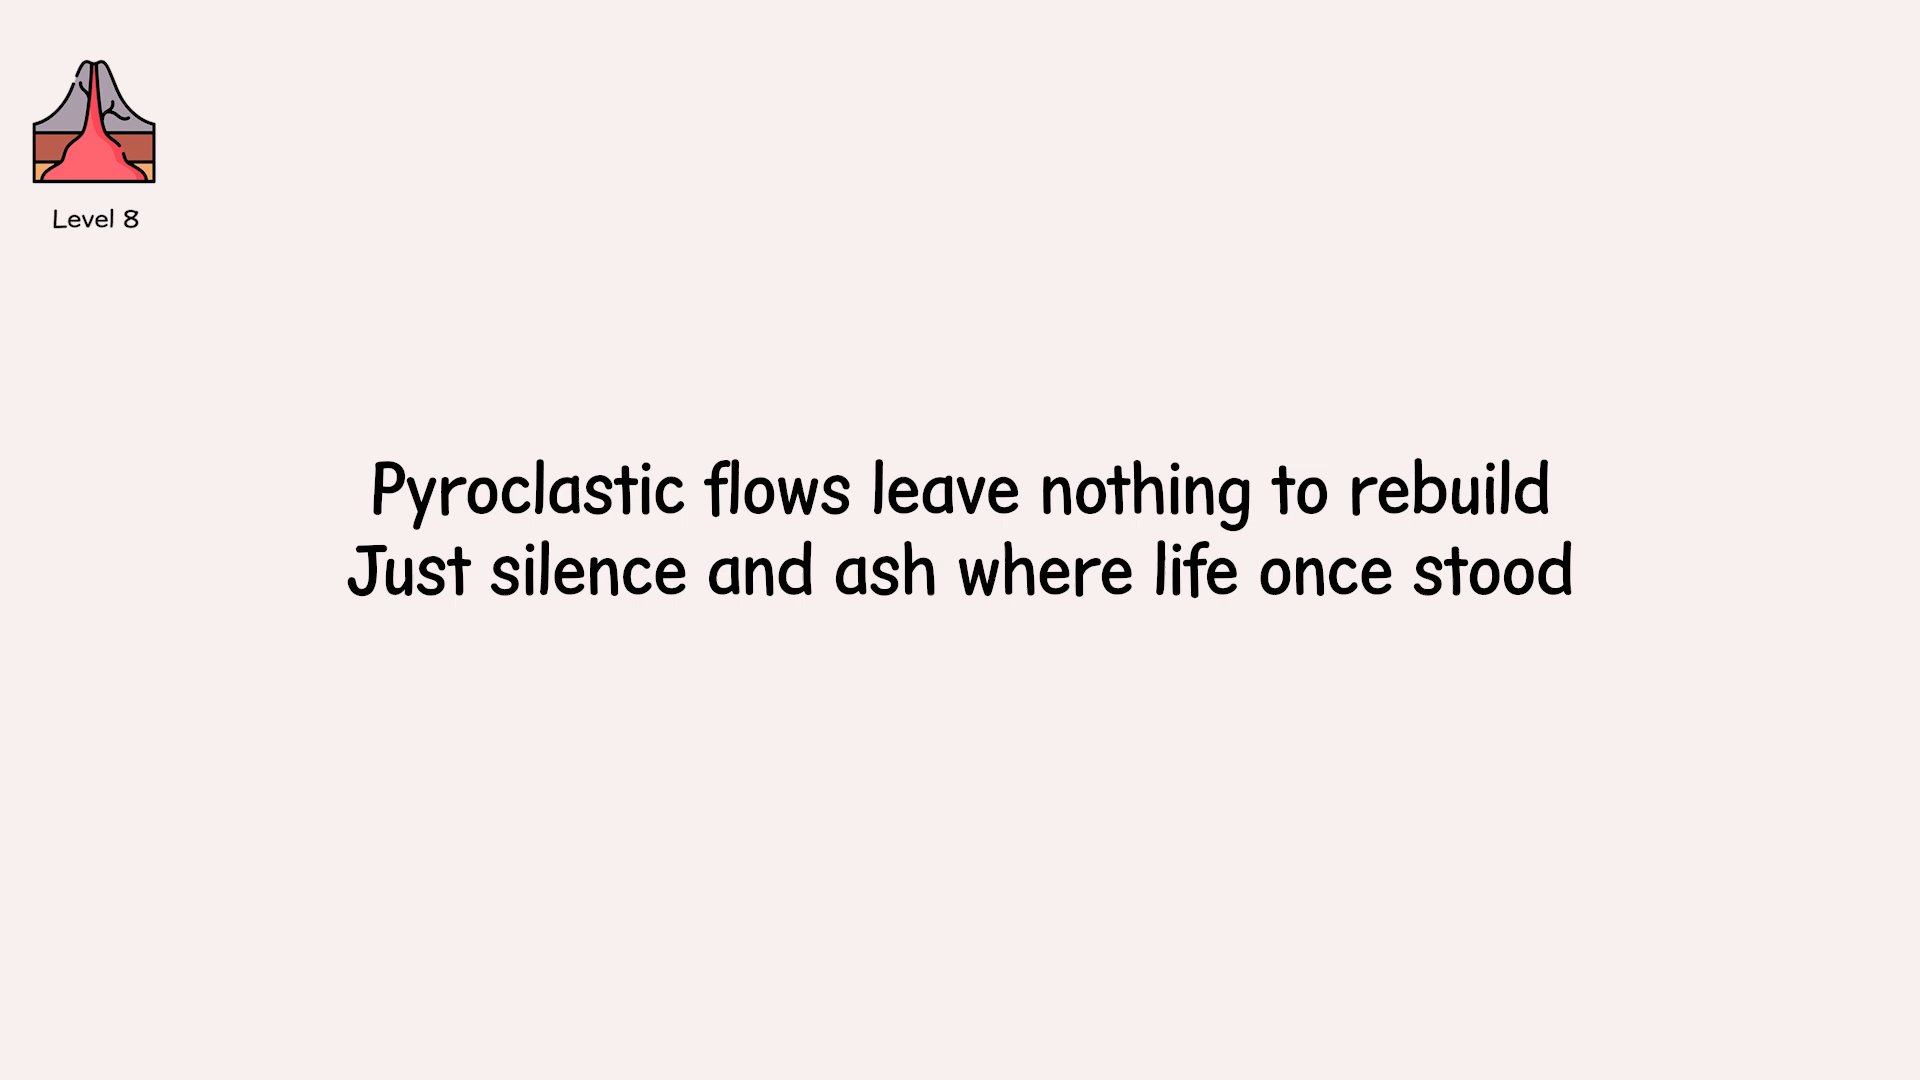 Level 8
Pyroclastic flows leave nothing to rebuild
Just silence and ash where life once stood